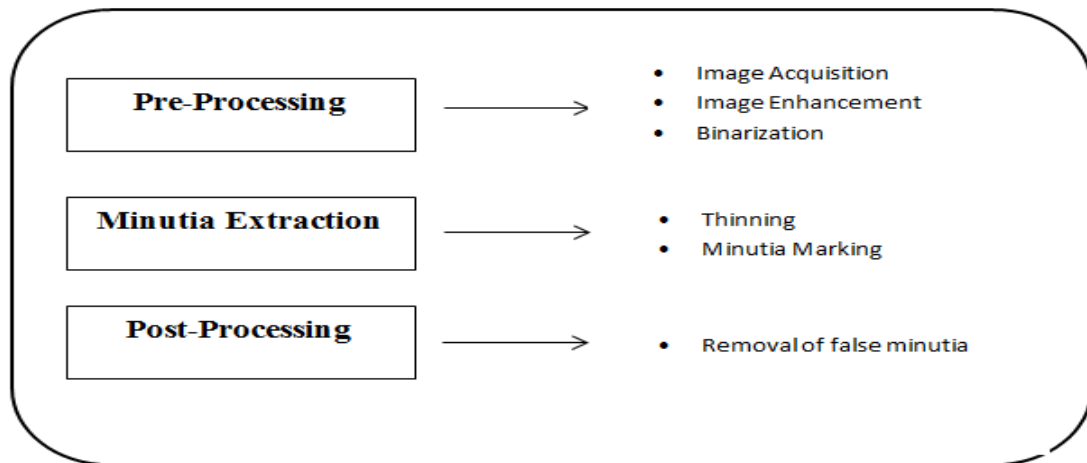 Pre-Processing
• Image Acquisition
• Image Enhancement
• Binarization
Minutia Extraction
• Thinning
• Minutia Marking
Post-Processing
• Removal of false minutia